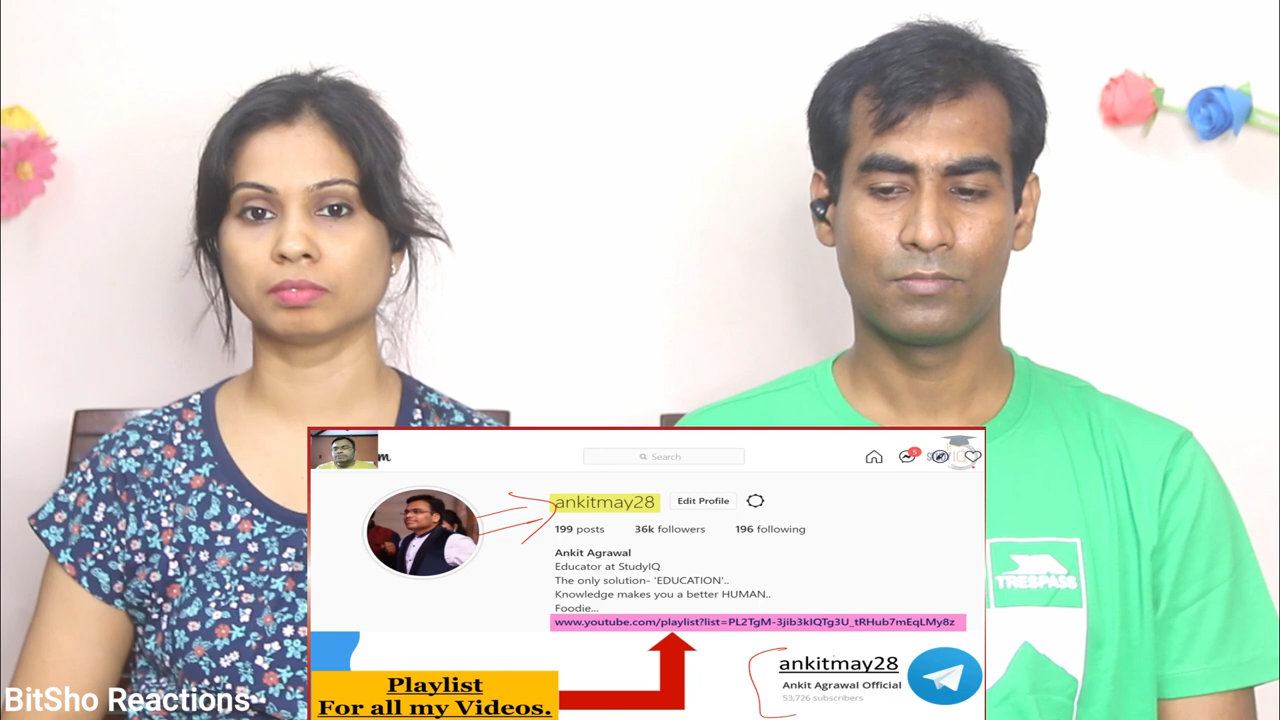 m
Search
5
ankitmay28
Edit Profile
199 posts 36k followers 196 following
Ankit Agrawal
Educator at StudyIQ
The only solution- 'EDUCATION'..
Knowledge makes you a better HUMAN..
Foodie...
www.youtube.com/playlist?list=PL2TgM-3jib3kIQTg3U_tRHub7mEqLMy8z
TRESPASS
ankitmay28
Ankit Agrawal Official
53,726 subscribers
Playlist
For all my Videos.
BitSho Reactions